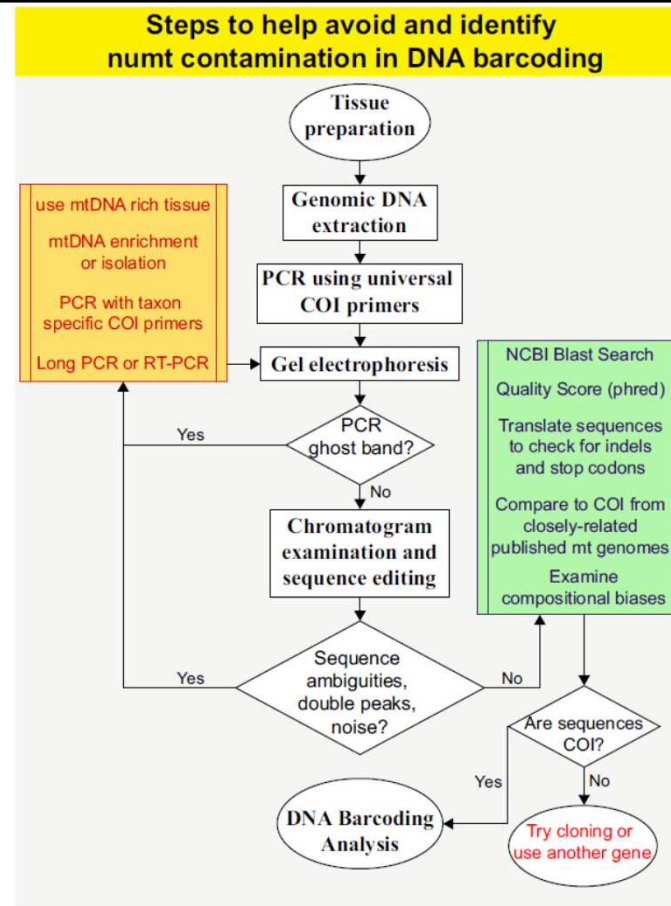 Steps to help avoid and identify
numt contamination in DNA barcoding
Tissue
preparation
Genomic DNA
extraction
PCR using universal
COI primers
use mtDNA rich tissue
mtDNA enrichment
or isolation
PCR with taxon
specific COI primers
Long PCR or RT-PCR
Gel electrophoresis
PCR
ghost band?
Yes
No
Chromatogram
examination and
sequence editing
Sequence
ambiguities,
double peaks,
noise?
Yes
No
NCBI Blast Search
Quality Score (phred)
Translate sequences
to check for indels
and stop codons
Compare to COI from
closely-related
published mt genomes
Examine
compositional biases
Are sequences
COI?
Yes
No
DNA Barcoding
Analysis
Try cloning or
use another gene